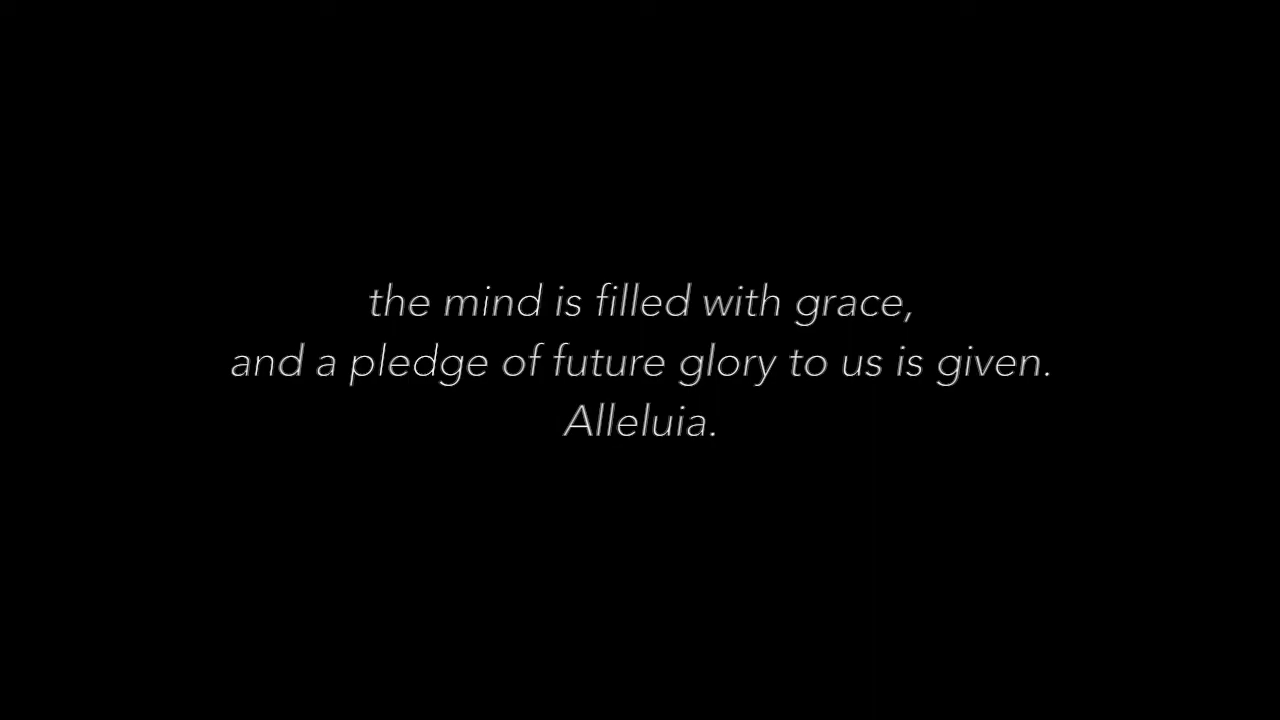 the mind is filled with grace,
and a pledge of future glory to us is given.
Alleluia.